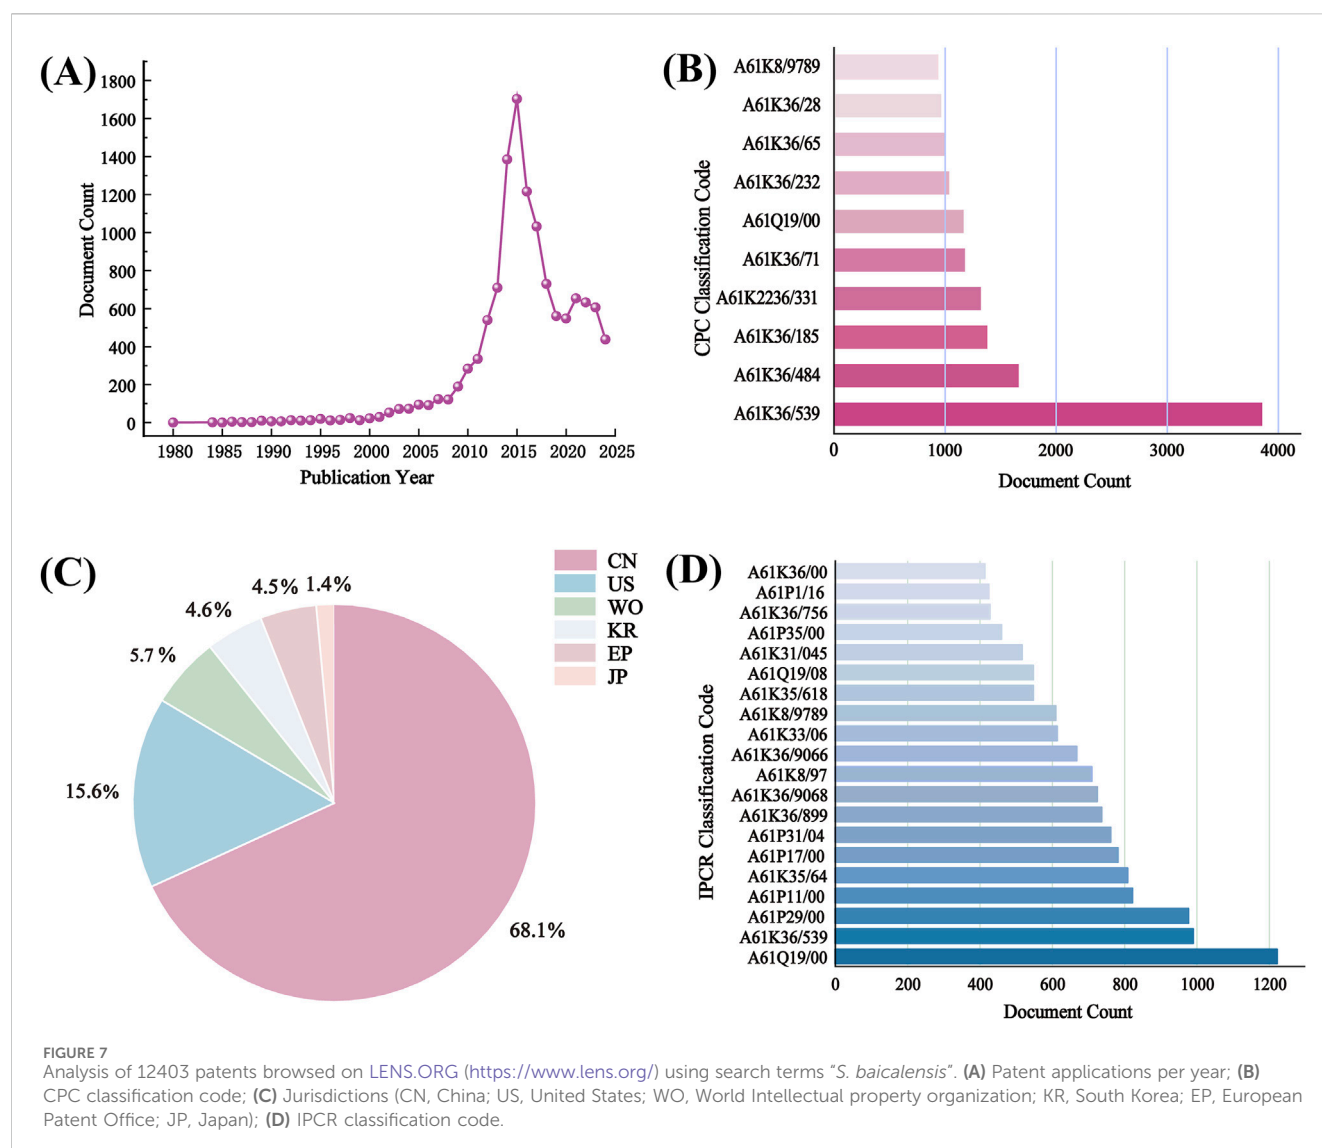 (A)
1800
1600
1400
1200
1000
800
600
400
200
0
Document Count
1980 1985 1990 1995 2000 2005 2010 2015 2020 2025
Publication Year
(B)
A61K8/9789
A61K36/28
A61K36/65
A61K36/232
A61Q19/00
A61K36/71
A61K2236/331
A61K36/185
A61K36/484
A61K36/539
CPC Classification Code
0 1000 2000 3000 4000
Document Count
(C)
4.5% 1.4%
4.6%
5.7 %
15.6%
68.1%
CN
US
WO
KR
EP
JP
(D)
A61K36/00
A61P1/16
A61K36/756
A61P35/00
A61K31/045
A61Q19/08
A61K35/618
A61K8/9789
A61K33/06
A61K36/9066
A61K8/97
A61K36/9068
A61K36/899
A61P31/04
A61P17/00
A61K35/64
A61P11/00
A61P29/00
A61K36/539
A61Q19/00
IPCR Classification Code
0 200 400 600 800 1000 1200
Document Count
FIGURE 7
Analysis of 12403 patents browsed on LENS.ORG (https://www.lens.org/) using search terms “S. baicalensis”. (A) Patent applications per year; (B)
CPC classification code; (C) Jurisdictions (CN, China; US, United States; WO, World Intellectual property organization; KR, South Korea; EP, European
Patent Office; JP, Japan); (D) IPCR classification code.